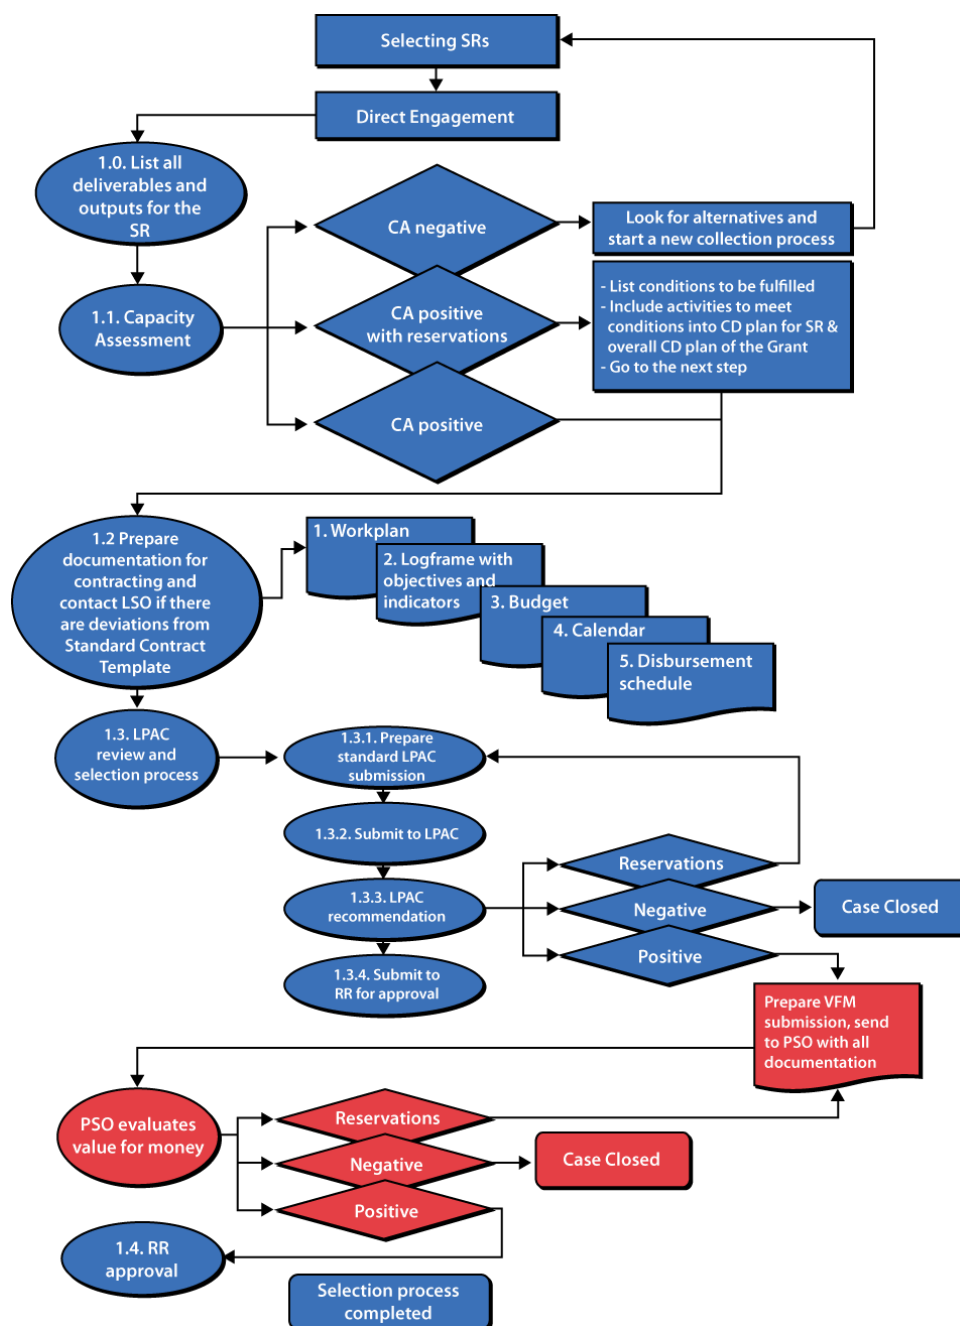 Selecting SRs
Direct Engagement
1.0. List all
deliverables and
outputs for the
SR
CA negative
Look for alternatives and
start a new collection process
1.1. Capacity
Assessment
CA positive
with reservations
- List conditions to be fulfilled
- Include activities to meet
conditions into CD plan for SR &
overall CD plan of the Grant
- Go to the next step
CA positive
1.2 Prepare
documentation for
contracting and
contact LSO if there
are deviations from
Standard Contract
Template
1. Workplan
2. Logframe with
objectives and
indicators
3. Budget
4. Calendar
5. Disbursement
schedule
1.3. LPAC
review and
selection process
1.3.1. Prepare
standard LPAC
submission
1.3.2. Submit to LPAC
1.3.3. LPAC
recommendation
Reservations
Negative
Case Closed
Positive
1.3.4. Submit to
RR for approval
Prepare VFM
submission, send
to PSO with all
documentation
PSO evaluates
value for money
Reservations
Negative
Case Closed
Positive
1.4. RR
approval
Selection process
completed